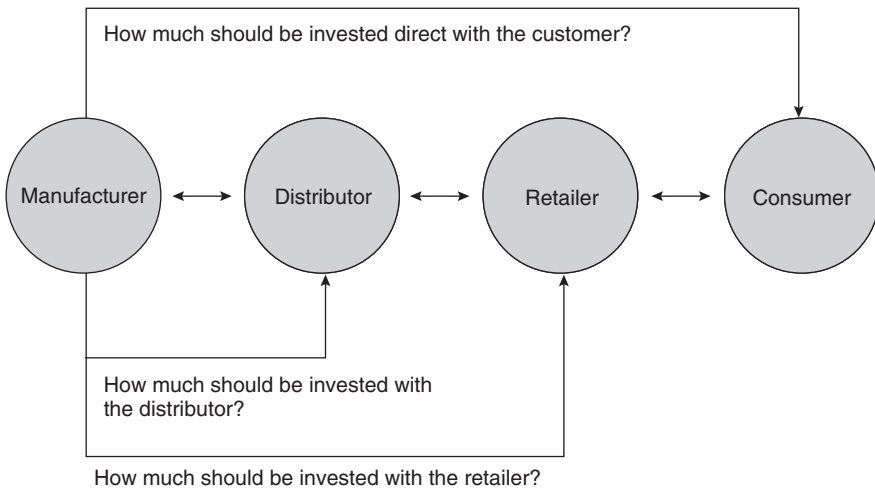 How much should be invested direct with the customer?
Manufacturer
Distributor
Retailer
Consumer
How much should be invested with
the distributor?
How much should be invested with the retailer?